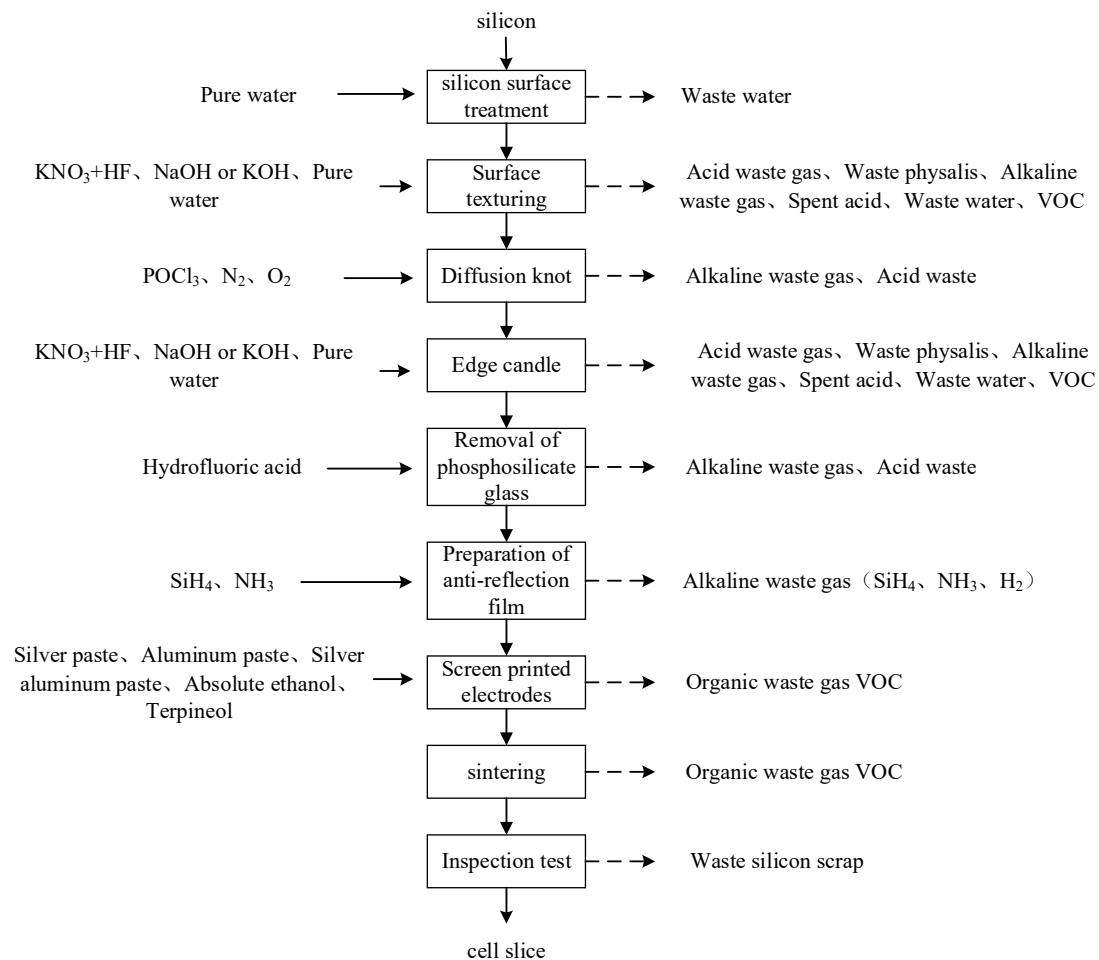 silicon
Pure water
silicon surface
treatment
Waste water
KNO₃+HF、NaOH or KOH、Pure
water
Surface
texturing
Acid waste gas、Waste physalis、Alkaline
waste gas、Spent acid、Waste water、VOC
POCl₃、N₂、O₂
Diffusion knot
Alkaline waste gas、Acid waste
KNO₃+HF、NaOH or KOH、Pure
water
Edge candle
Acid waste gas、Waste physalis、Alkaline
waste gas、Spent acid、Waste water、VOC
Hydrofluoric acid
Removal of
phosphosilicate
glass
Alkaline waste gas、Acid waste
SiH₄、NH₃
Preparation of
anti-reflection
film
Alkaline waste gas（SiH₄、NH₃、H₂）
Silver paste、Aluminum paste、Silver
aluminum paste、Absolute ethanol、
Terpineol
Screen printed
electrodes
Organic waste gas VOC
sintering
Organic waste gas VOC
Inspection test
Waste silicon scrap
cell slice